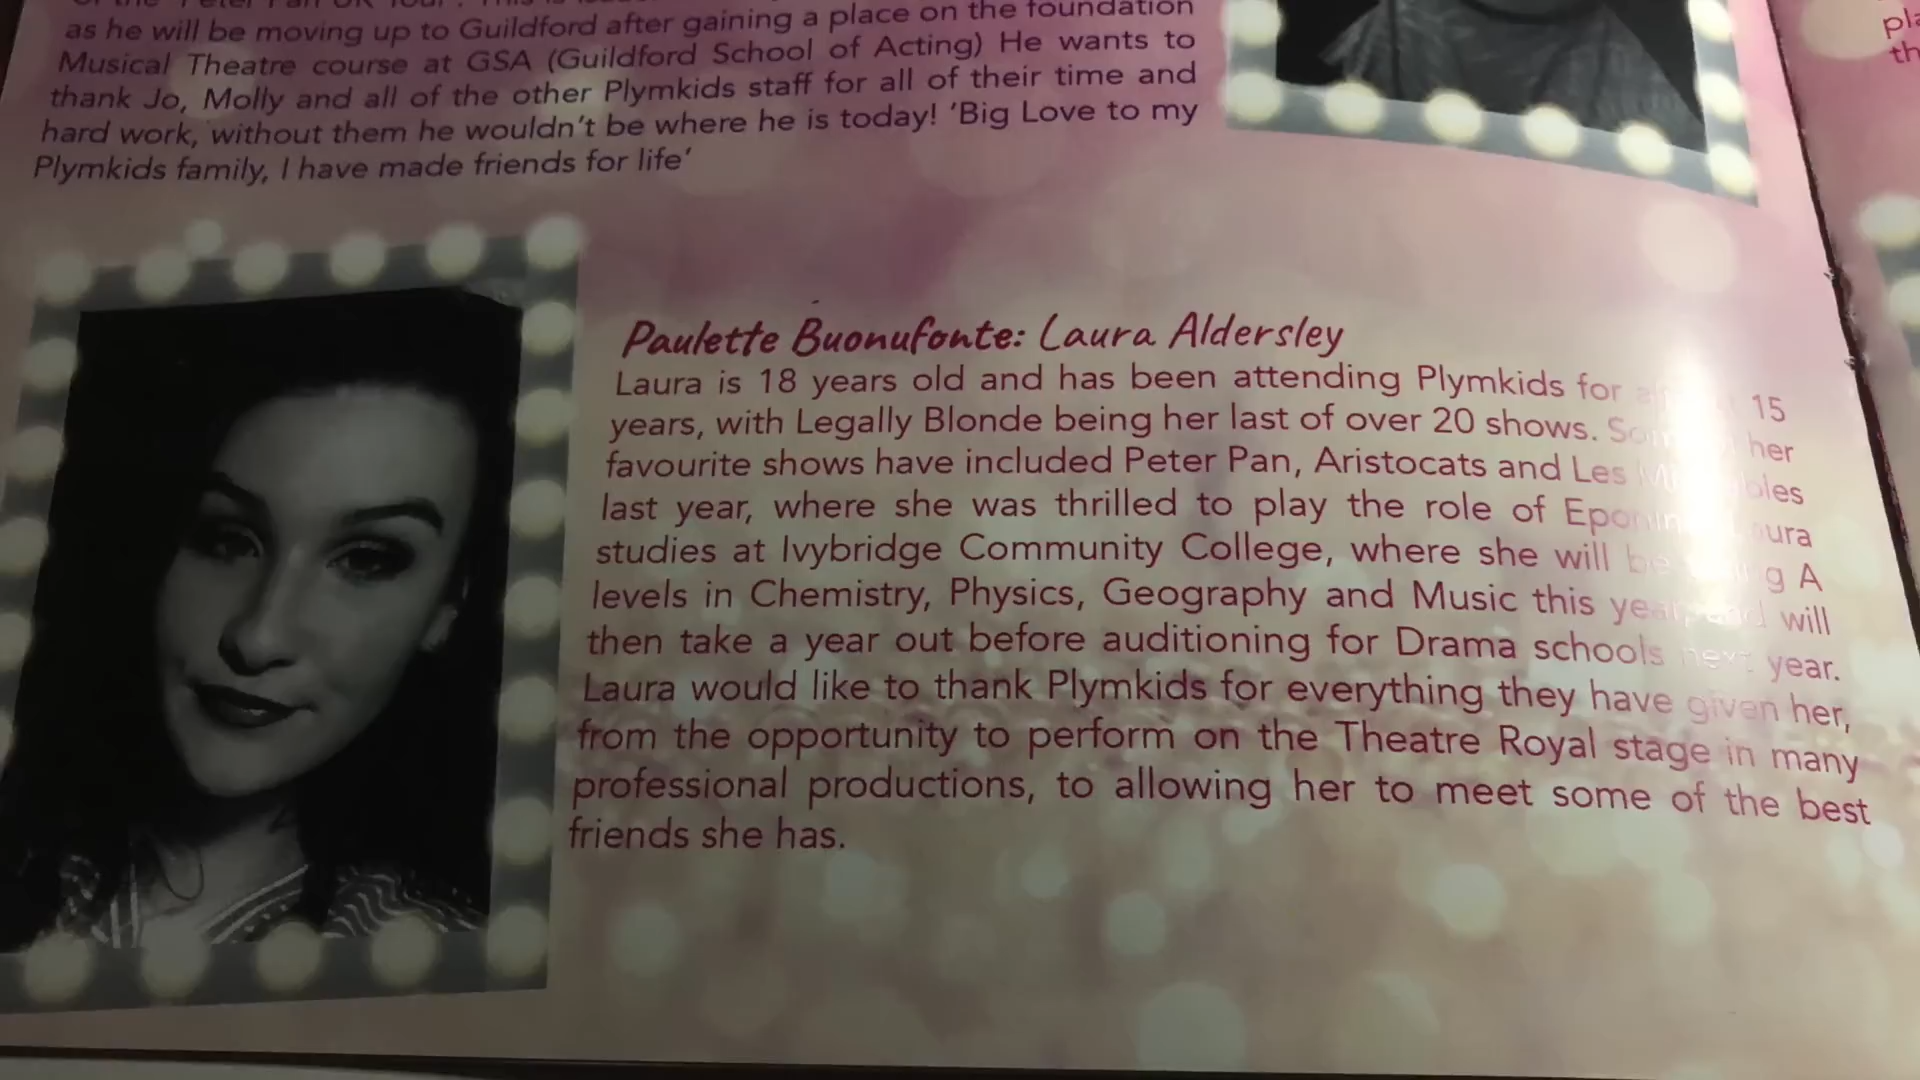 as he will be moving up to Guildford after gaining a place on the foundation
Musical Theatre course at GSA (Guildford School of Acting) He wants to
thank Jo, Molly and all of the other Plymkids staff for all of their time and
hard work, without them he wouldn't be where he is today! 'Big Love to my
Plymkids family, I have made friends for life'
Paulette Buonufonte: Laura Aldersley
Laura is 18 years old and has been attending Plymkids for 15
years, with Legally Blonde being her last of over 20 shows. her
favourite shows have included Peter Pan, Aristocats and Les
last year, where she was thrilled to play the role of
studies at Ivybridge Community College, where she will be A
levels in Chemistry, Physics, Geography and Music this year, and will
then take a year out before auditioning for Drama schools next year.
Laura would like to thank Plymkids for everything they have given her,
from the opportunity to perform on the Theatre Royal stage in many
professional productions, to allowing her to meet some of the best
friends she has.